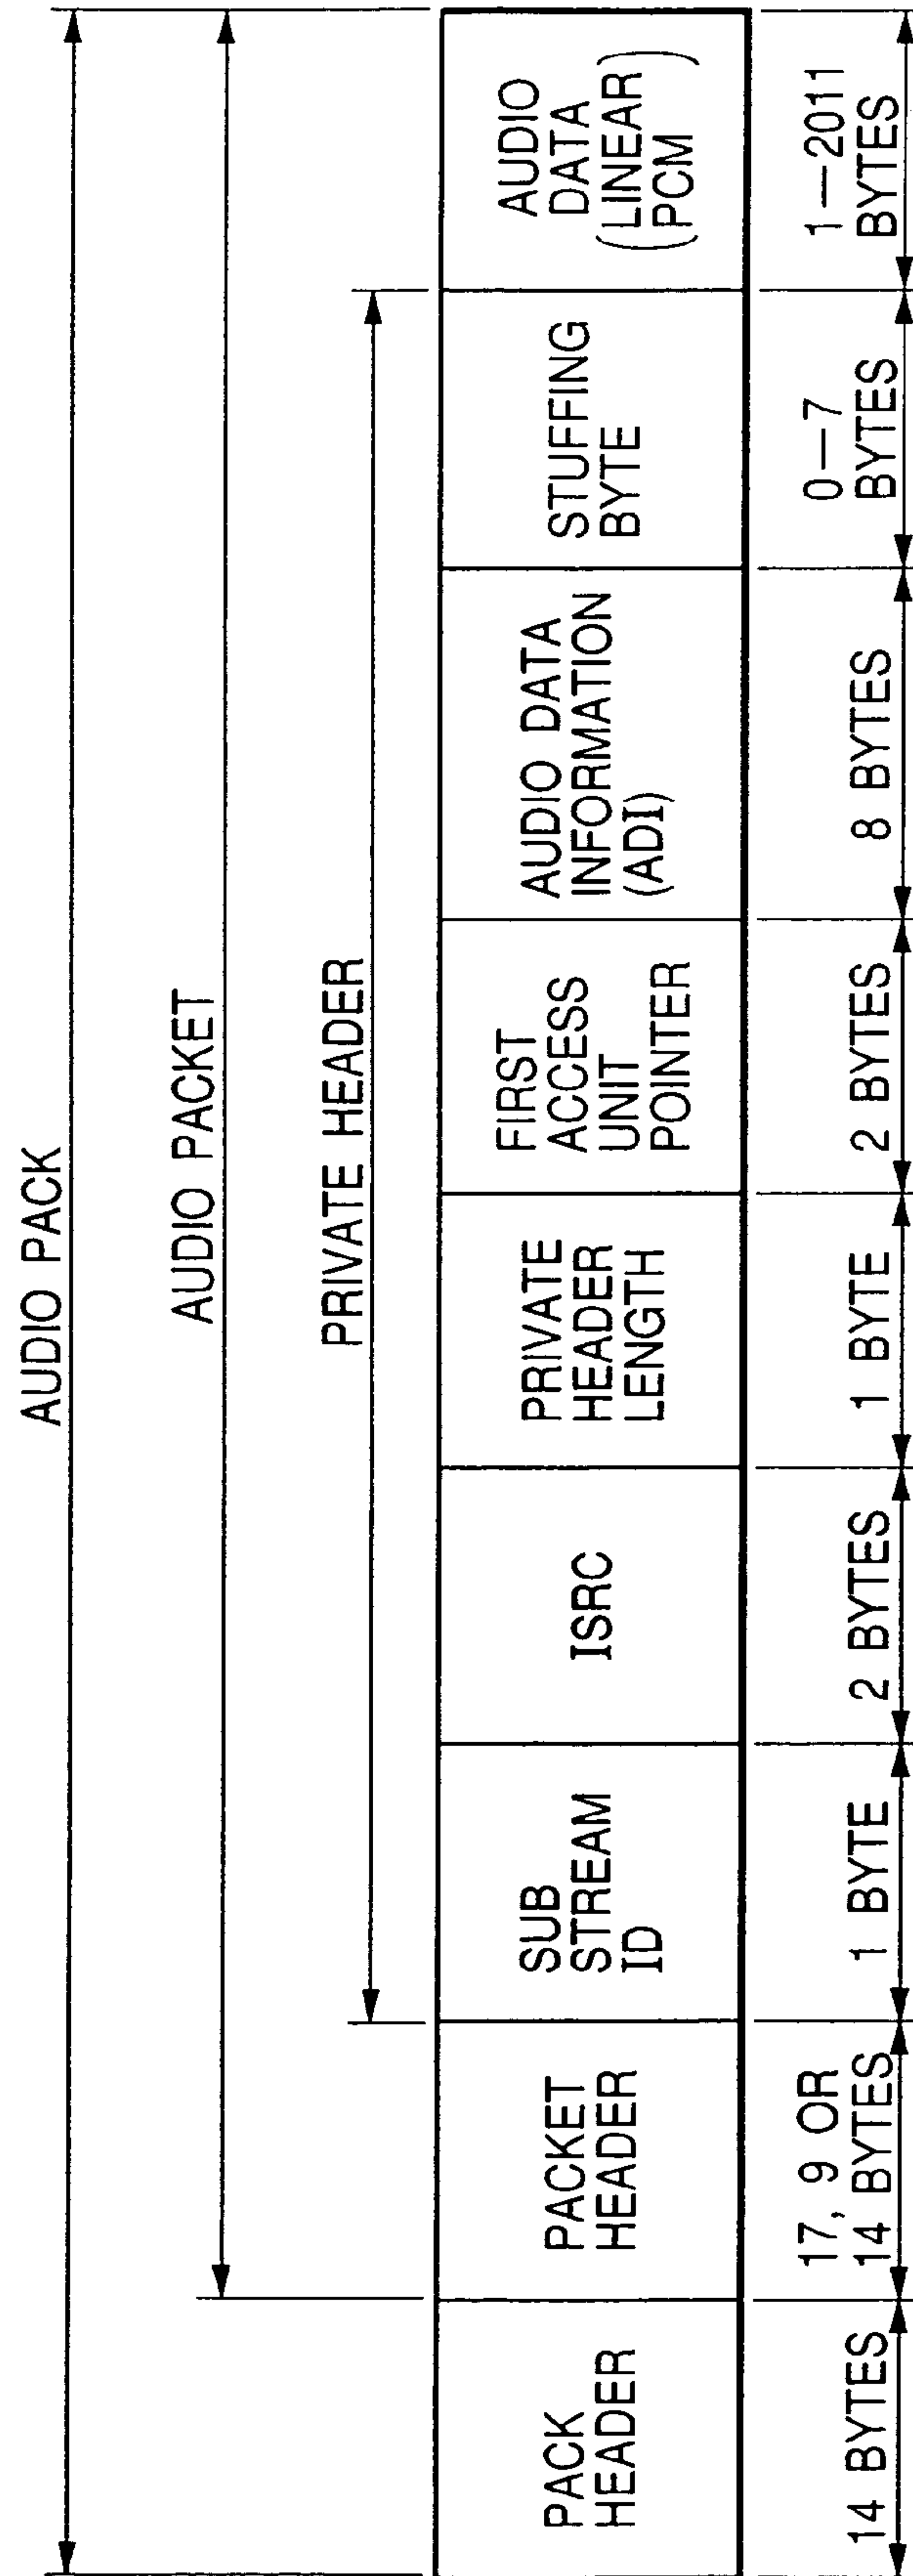 AUDIO PACK
AUDIO PACKET
PRIVATE HEADER
PACK
HEADER
PACKET
HEADER
SUB
STREAM
ID
ISRC
PRIVATE
HEADER
LENGTH
FIRST
ACCESS
UNIT
POINTER
AUDIO DATA
INFORMATION
(ADI)
STUFFING
BYTE
AUDIO
DATA
(LINEAR
PCM)
14 BYTES
17, 9 OR
14 BYTES
1 BYTE
2 BYTES
1 BYTE
2 BYTES
8 BYTES
0—7
BYTES
1—2011
BYTES